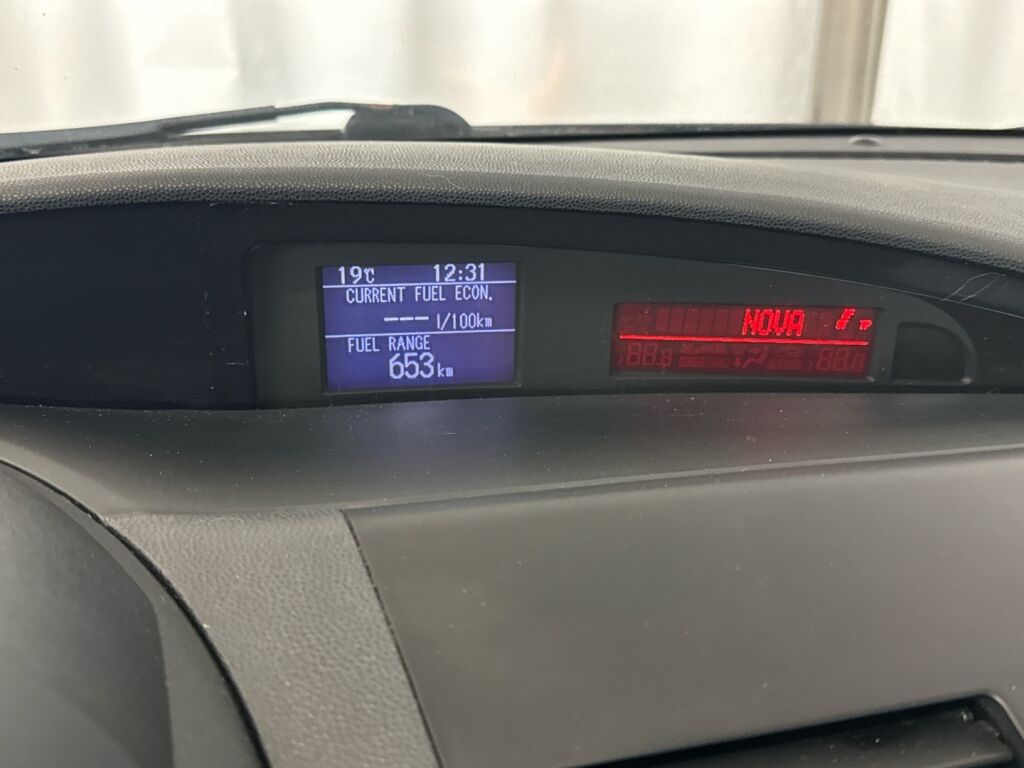 19℃ 12:31
CURRENT FUEL ECON.
--- l/100km
FUEL RANGE
653km
NOVA